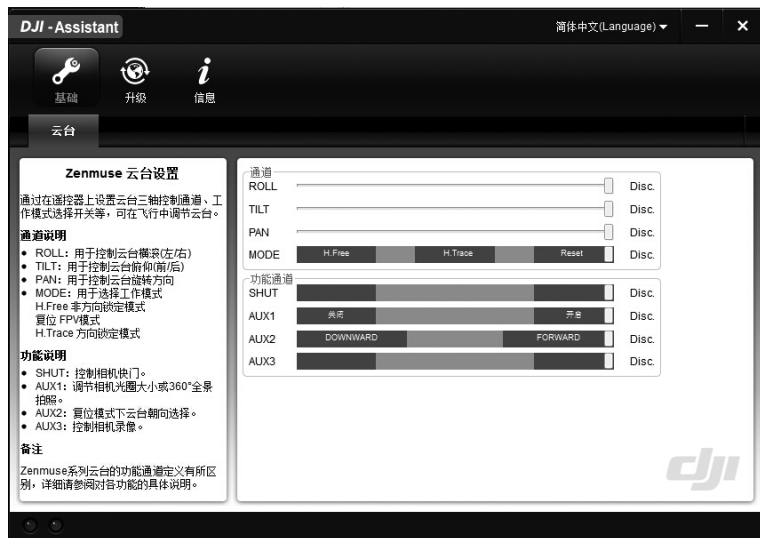 DJI - Assistant
简体中文(Language)
基础
升级
信息
云台
Zenmuse 云台设置
通过在遥控器上设置云台三轴控制通道、工
作模式选择开关等，可在飞行中调节云台。
通道说明
• ROLL：用于控制云台横滚(左/右)
• TILT：用于控制云台俯仰(前/后)
• PAN：用于控制云台旋转方向
• MODE：用于选择工作模式
H.Free 非方向锁定模式
复位 FPV模式
H.Trace 方向锁定模式
功能说明
• SHUT：控制相机快门。
• AUX1：调节相机光圈大小或360°全景
拍照。
• AUX2：复位模式下云台朝向选择。
• AUX3：控制相机录像。
备注
Zenmuse系列云台的功能通道定义有所区
别，详细请参阅对各功能的具体说明。
通道
ROLL Disc.
TILT Disc.
PAN Disc.
MODE H.Free H.Trace Reset Disc.
功能通道
SHUT Disc.
AUX1 关闭 开启 Disc.
AUX2 DOWNWARD FORWARD Disc.
AUX3 Disc.
dji